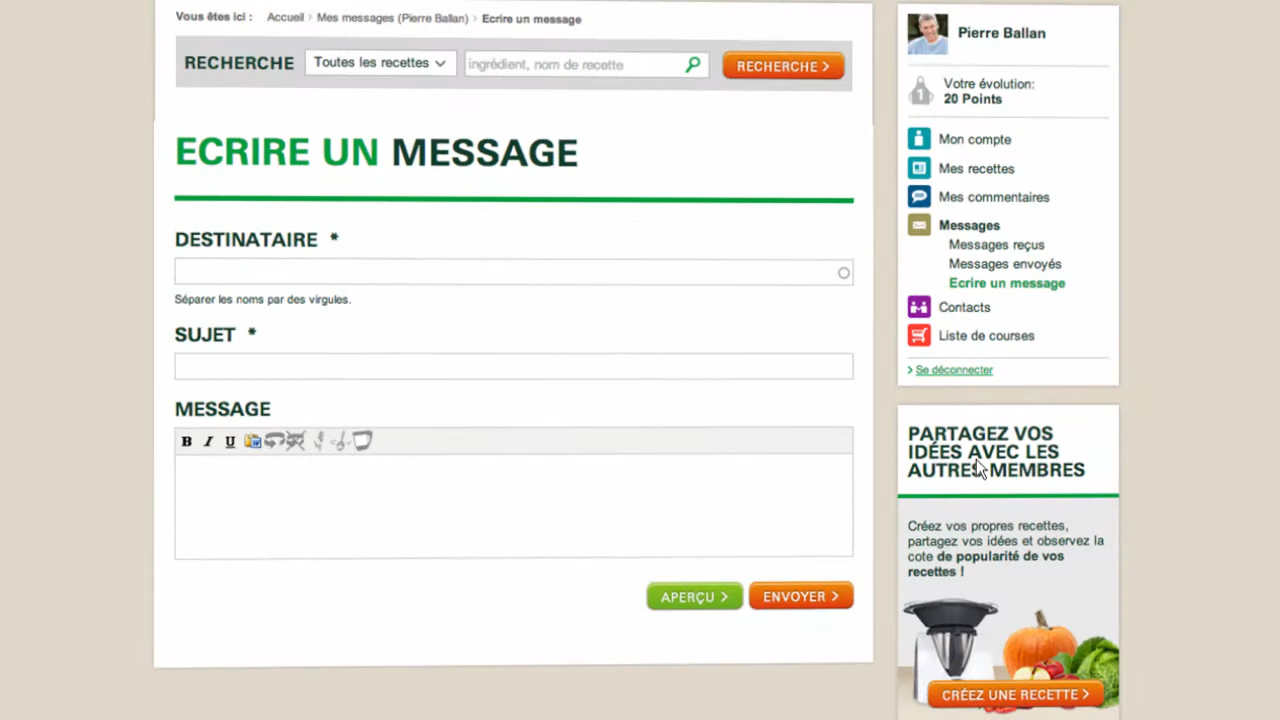 Vous êtes ici : Accueil > Mes messages (Pierre Ballan) > Ecrire un message
RECHERCHE Toutes les recettes ingrédient, nom de recette RECHERCHE >
ECRIRE UN MESSAGE
DESTINATAIRE *
Séparer les noms par des virgules.
SUJET *
MESSAGE
B I U
APERÇU > ENVOYER >
Pierre Ballan
1 Votre évolution:
20 Points
Mon compte
Mes recettes
Mes commentaires
Messages
Messages reçus
Messages envoyés
Ecrire un message
Contacts
Liste de courses
> Se déconnecter
PARTAGEZ VOS
IDÉES AVEC LES
AUTRES MEMBRES
Créez vos propres recettes,
partagez vos idées et observez la
cote de popularité de vos
recettes !
CRÉEZ UNE RECETTE >